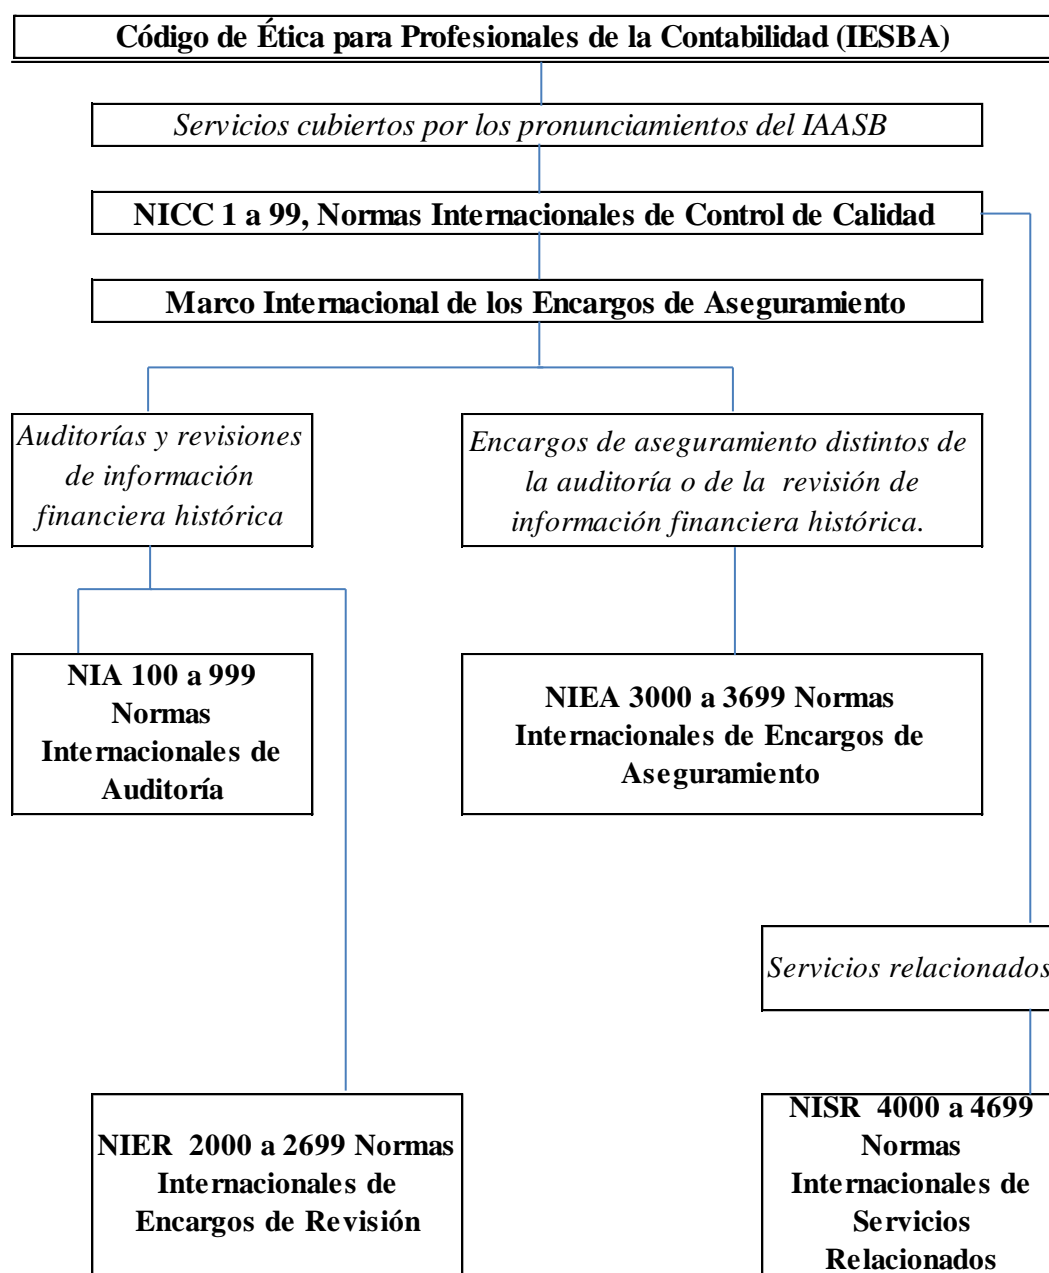 Código de Ética para Profesionales de la Contabilidad (IESBA)
Servicios cubiertos por los pronunciamientos del IAASB
NICC 1 a 99, Normas Internacionales de Control de Calidad
Marco Internacional de los Encargos de Aseguramiento
Auditorías y revisiones
de información
financiera histórica
Encargos de aseguramiento distintos de
la auditoría o de la revisión de
información financiera histórica.
NIA 100 a 999
Normas
Internacionales de
Auditoría
NIEA 3000 a 3699 Normas
Internacionales de Encargos de
Aseguramiento
Servicios relacionados
NIER 2000 a 2699 Normas
Internacionales de
Encargos de Revisión
NISR 4000 a 4699
Normas
Internacionales de
Servicios
Relacionados